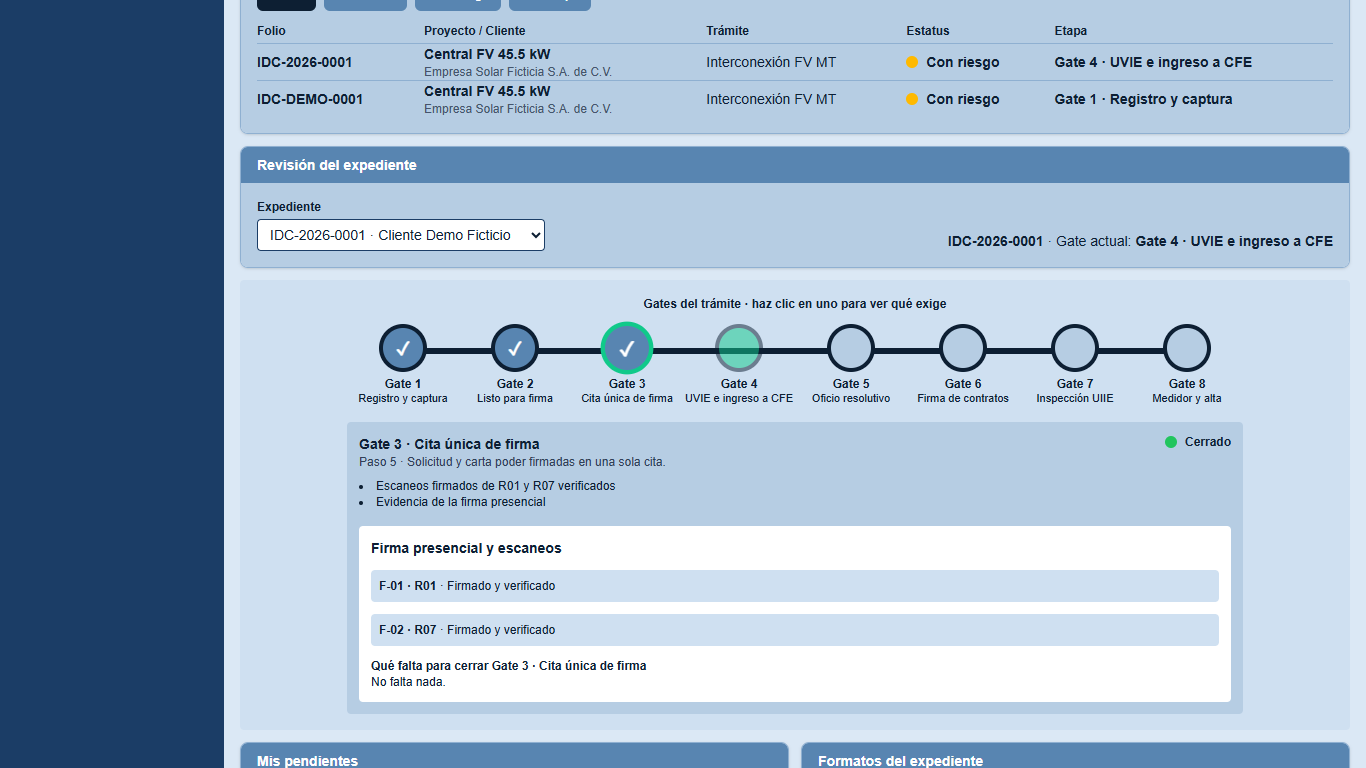 Folio Proyecto / Cliente Trámite Estatus Etapa
IDC-2026-0001 Central FV 45.5 kW Interconexión FV MT Con riesgo Gate 4 · UVIE e ingreso a CFE
Empresa Solar Ficticia S.A. de C.V.
IDC-DEMO-0001 Central FV 45.5 kW Interconexión FV MT Con riesgo Gate 1 · Registro y captura
Empresa Solar Ficticia S.A. de C.V.
Revisión del expediente
Expediente
IDC-2026-0001 · Cliente Demo Ficticio
IDC-2026-0001 · Gate actual: Gate 4 · UVIE e ingreso a CFE
Gates del trámite · haz clic en uno para ver qué exige
Gate 1 Gate 2 Gate 3 Gate 4 Gate 5 Gate 6 Gate 7 Gate 8
Registro y captura Listo para firma Cita única de firma UVIE e ingreso a CFE Oficio resolutivo Firma de contratos Inspección UIIE Medidor y alta
Gate 3 · Cita única de firma Cerrado
Paso 5 · Solicitud y carta poder firmadas en una sola cita.
• Escaneos firmados de R01 y R07 verificados
• Evidencia de la firma presencial
Firma presencial y escaneos
F-01 · R01 · Firmado y verificado
F-02 · R07 · Firmado y verificado
Qué falta para cerrar Gate 3 · Cita única de firma
No falta nada.
Mis pendientes Formatos del expediente